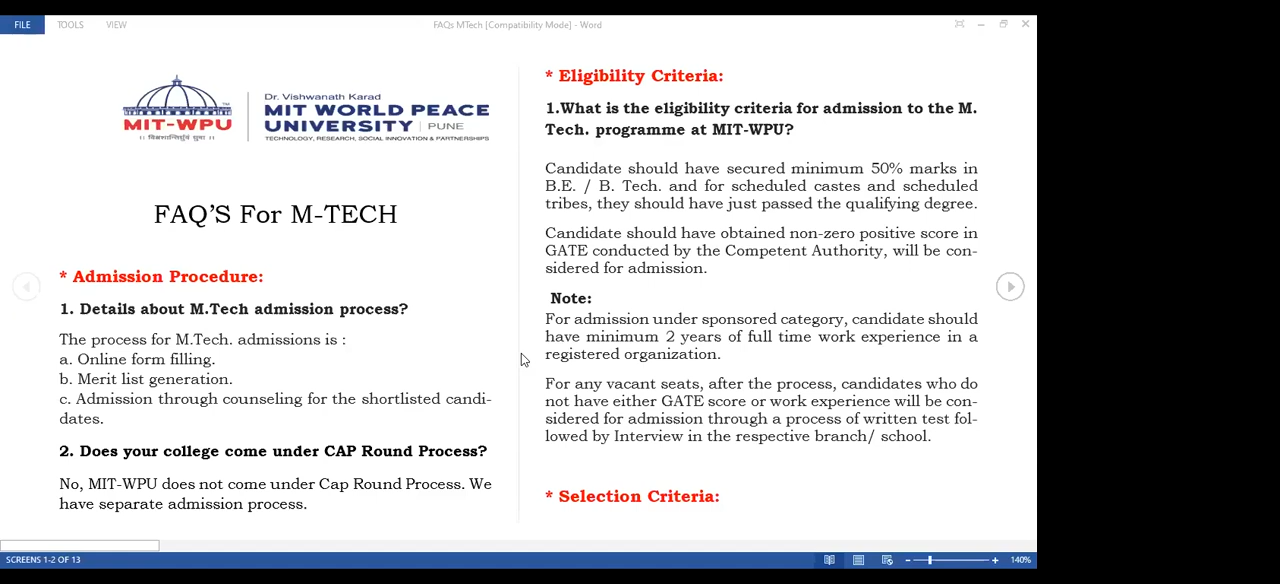 FILE TOOLS VIEW
FAQs MTech [Compatibility Mode] - Word
MIT-WPU
Dr. Vishwanath Karad
MIT WORLD PEACE
UNIVERSITY | PUNE
TECHNOLOGY, RESEARCH, SOCIAL INNOVATION & PARTNERSHIPS
FAQ'S For M-TECH
* Admission Procedure:
1. Details about M.Tech admission process?
The process for M.Tech. admissions is :
a. Online form filling.
b. Merit list generation.
c. Admission through counseling for the shortlisted candi-
dates.
2. Does your college come under CAP Round Process?
No, MIT-WPU does not come under Cap Round Process. We
have separate admission process.
* Eligibility Criteria:
1.What is the eligibility criteria for admission to the M.
Tech. programme at MIT-WPU?
Candidate should have secured minimum 50% marks in
B.E. / B. Tech. and for scheduled castes and scheduled
tribes, they should have just passed the qualifying degree.
Candidate should have obtained non-zero positive score in
GATE conducted by the Competent Authority, will be con-
sidered for admission.
Note:
For admission under sponsored category, candidate should
have minimum 2 years of full time work experience in a
registered organization.
For any vacant seats, after the process, candidates who do
not have either GATE score or work experience will be con-
sidered for admission through a process of written test fol-
lowed by Interview in the respective branch/ school.
* Selection Criteria:
SCREENS 1-2 OF 13
140%